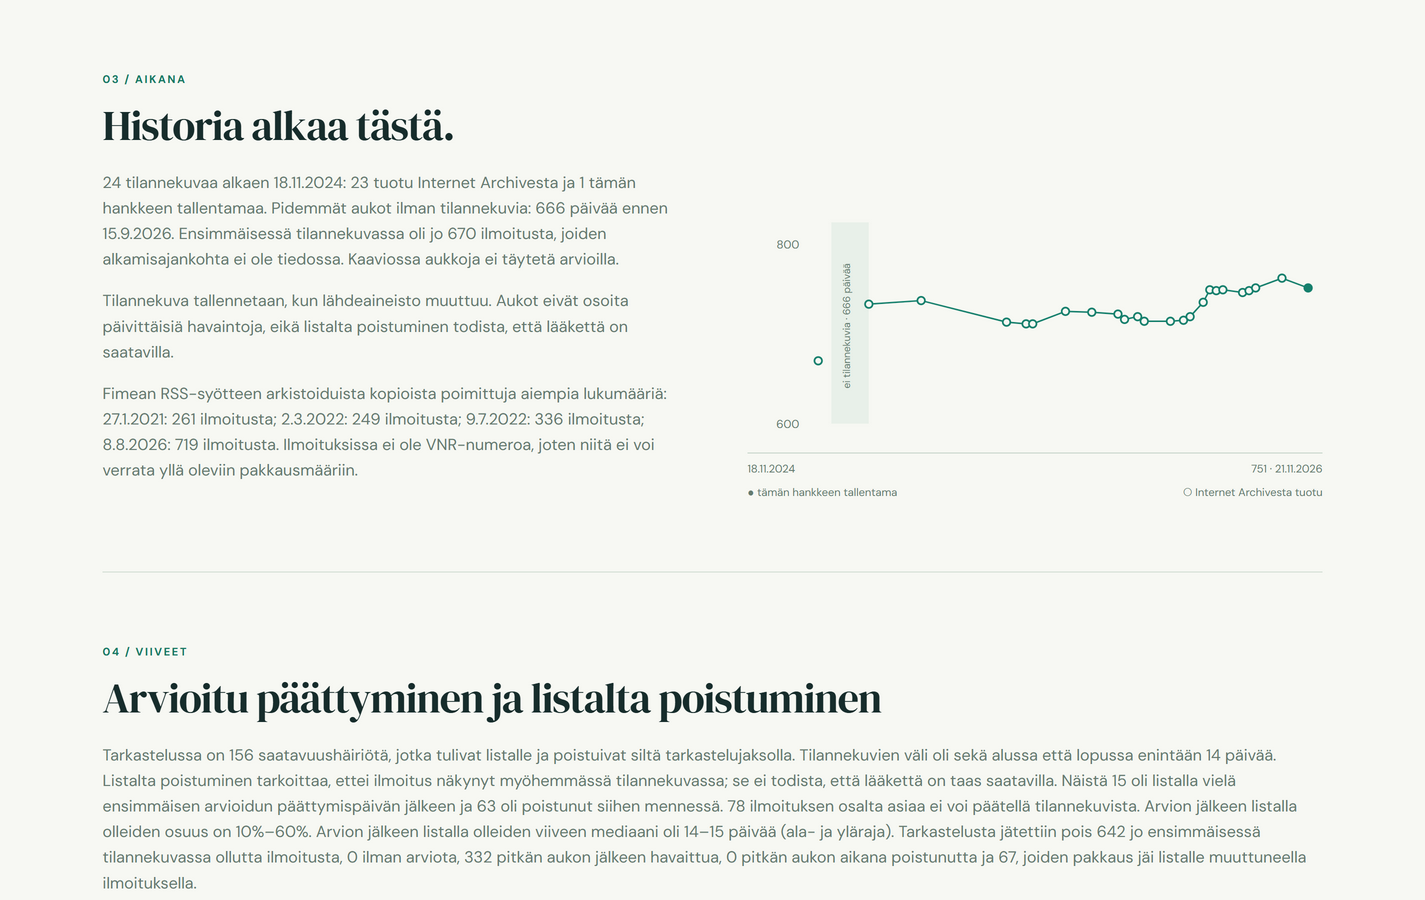 03 / AIKANA
Historia alkaa tästä.
24 tilannekuvaa alkaen 18.11.2024: 23 tuotu Internet Archivesta ja 1 tämän
hankkeen tallentamaa. Pidemmät aukot ilman tilannekuvia: 666 päivää ennen
15.9.2026. Ensimmäisessä tilannekuvassa oli jo 670 ilmoitusta, joiden
alkamisajankohta ei ole tiedossa. Kaaviossa aukkoja ei täytetä arvioilla.
Tilannekuva tallennetaan, kun lähdeaineisto muuttuu. Aukot eivät osoita
päivittäisiä havaintoja, eikä listalta poistuminen todista, että lääkettä on
saatavilla.
Fimean RSS-syötteen arkistoiduista kopioista poimittuja aiempia lukumääriä:
27.1.2021: 261 ilmoitusta; 2.3.2022: 249 ilmoitusta; 9.7.2022: 336 ilmoitusta;
8.8.2026: 719 ilmoitusta. Ilmoituksissa ei ole VNR-numeroa, joten niitä ei voi
verrata yllä oleviin pakkausmääriin.
800
ei tilannekuvia · 666 päivää
600
18.11.2024
751 · 21.11.2026
● tämän hankkeen tallentama
○ Internet Archivesta tuotu
04 / VIIVEET
Arvioitu päättyminen ja listalta poistuminen
Tarkastelussa on 156 saatavuushäiriötä, jotka tulivat listalle ja poistuivat siltä tarkastelujaksolla. Tilannekuvien väli oli sekä alussa että lopussa enintään 14 päivää.
Listalta poistuminen tarkoittaa, ettei ilmoitus näkynyt myöhemmässä tilannekuvassa; se ei todista, että lääkettä on taas saatavilla. Näistä 15 oli listalla vielä
ensimmäisen arvioidun päättymispäivän jälkeen ja 63 oli poistunut siihen mennessä. 78 ilmoituksen osalta asiaa ei voi päätellä tilannekuvista. Arvion jälkeen listalla
olleiden osuus on 10%–60%. Arvion jälkeen listalla olleiden viiveen mediaani oli 14–15 päivää (ala- ja yläraja). Tarkastelusta jätettiin pois 642 jo ensimmäisessä
tilannekuvassa ollutta ilmoitusta, 0 ilman arviota, 332 pitkän aukon jälkeen havaittua, 0 pitkän aukon aikana poistunutta ja 67, joiden pakkaus jäi listalle muuttuneella
ilmoituksella.